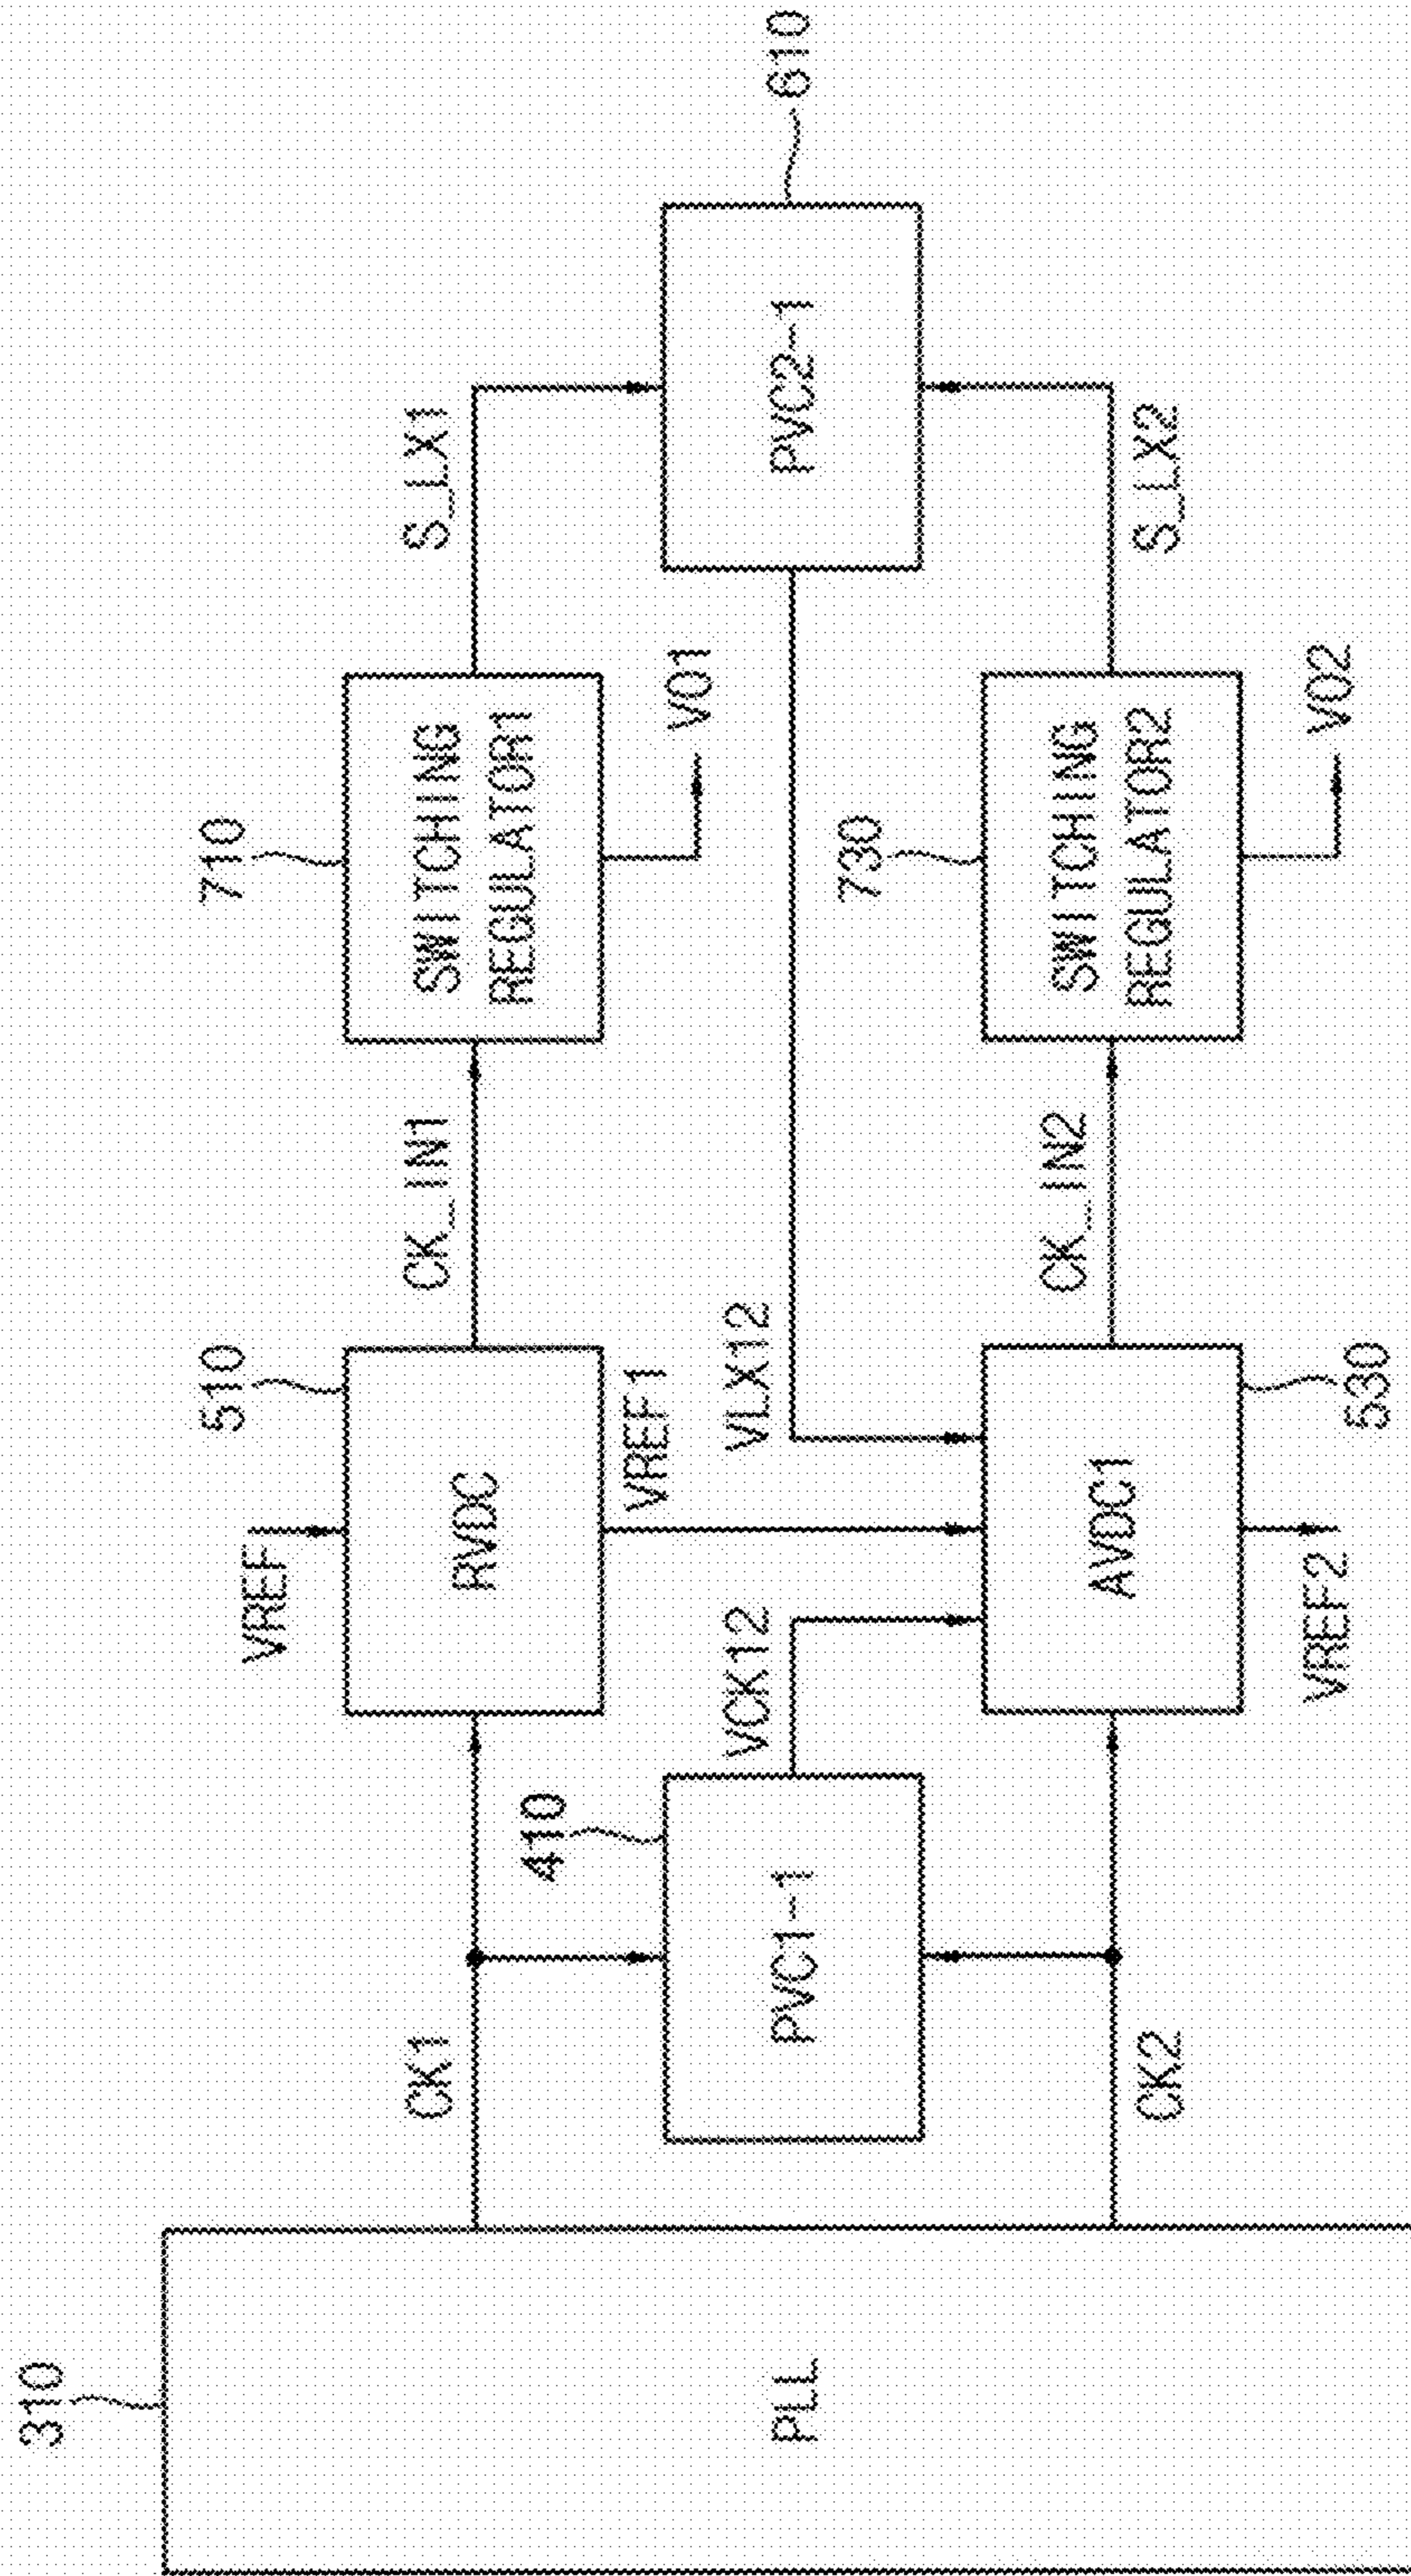 310
PLL
CK1
CK2
410
PVC1-1
VREF
510
RVDC
VREF1
VCK12
VLX12
AVDC1
530
VREF2
CK_IN1
CK_IN2
710
SWITCHING
REGULATOR1
VO1
730
SWITCHING
REGULATOR2
VO2
S_LX1
S_LX2
PVC2-1
610